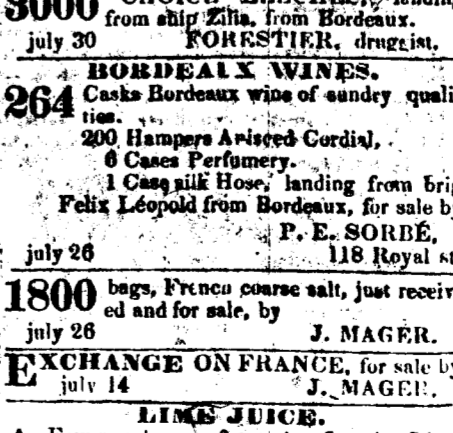 3000
from ship Zilia, from Bordeaux.
july 30 FORESTIER, druggist,
BORDEAUX WINES.
264 Casks Bordeaux wine of sundry quali
ties.
200 Hampers Anised Cordial,
6 Cases Perfumery.
1 Case silk Hose, landing from bri
Felix Léopold from Bordeaux, for sale b
P. E. SORBÉ,
july 26 118 Royal st
1800 bags, French coarse salt, just receiv
ed and for sale, by
july 26 J. MAGER.
EXCHANGE ON FRANCE, for sale by
july 14 J. MAGER.
LIME JUICE.